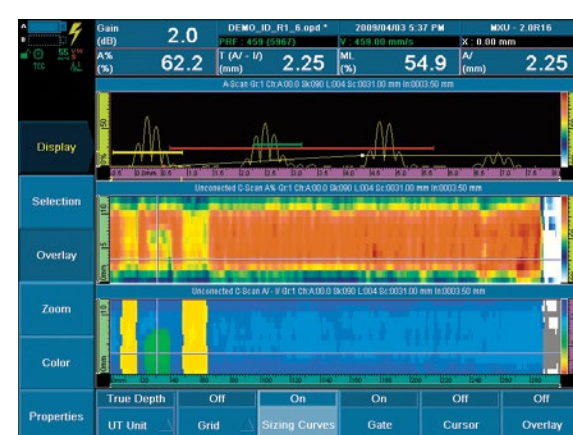 Gain (dB) 2.0 DEMO_ID_R1_6.opd * 2009/04/03 5:37 PM MXU - 2.0R16
PRF : 459 (5967) V : 459.00 mm/s X : 0.00 mm
A% (%) 62.2 T (A/ - I/) (mm) 2.25 ML (%) 54.9 A/ (mm) 2.25
TCG
A-Scan Gr:1 Ch:A:00.0 Sk:090 L:004 Sc:0031.00 mm In:0003.50 mm
Display
Uncorrected C-Scan A% Gr:1 Ch:A:00.0 Sk:090 L:004 Sc:0031.00 mm In:0003.50 mm
Selection
Overlay
Uncorrected C-Scan A/ - I/ Gr:1 Ch:A:00.0 Sk:090 L:004 Sc:0031.00 mm In:0003.50 mm
Zoom
Color
Properties
True Depth Off On On Off Off
UT Unit Grid Sizing Curves Gate Cursor Overlay